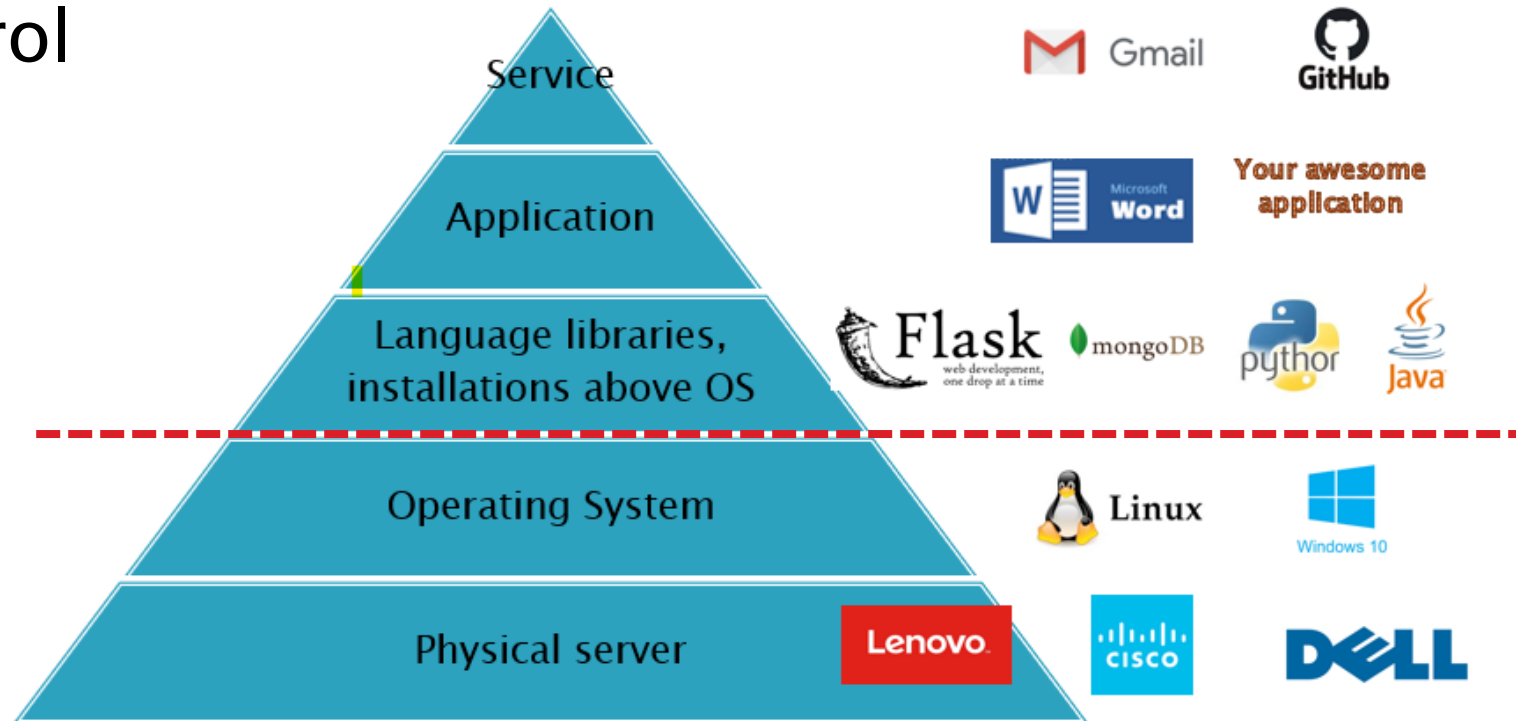 rol
Service
Gmail
GitHub
Application
W
Microsoft
Word
Your awesome
application
Language libraries,
installations above OS
Flask
web development,
one drop at a time
mongoDB
python
Java
Operating System
Linux
Windows 10
Physical server
Lenovo
CISCO
DELL